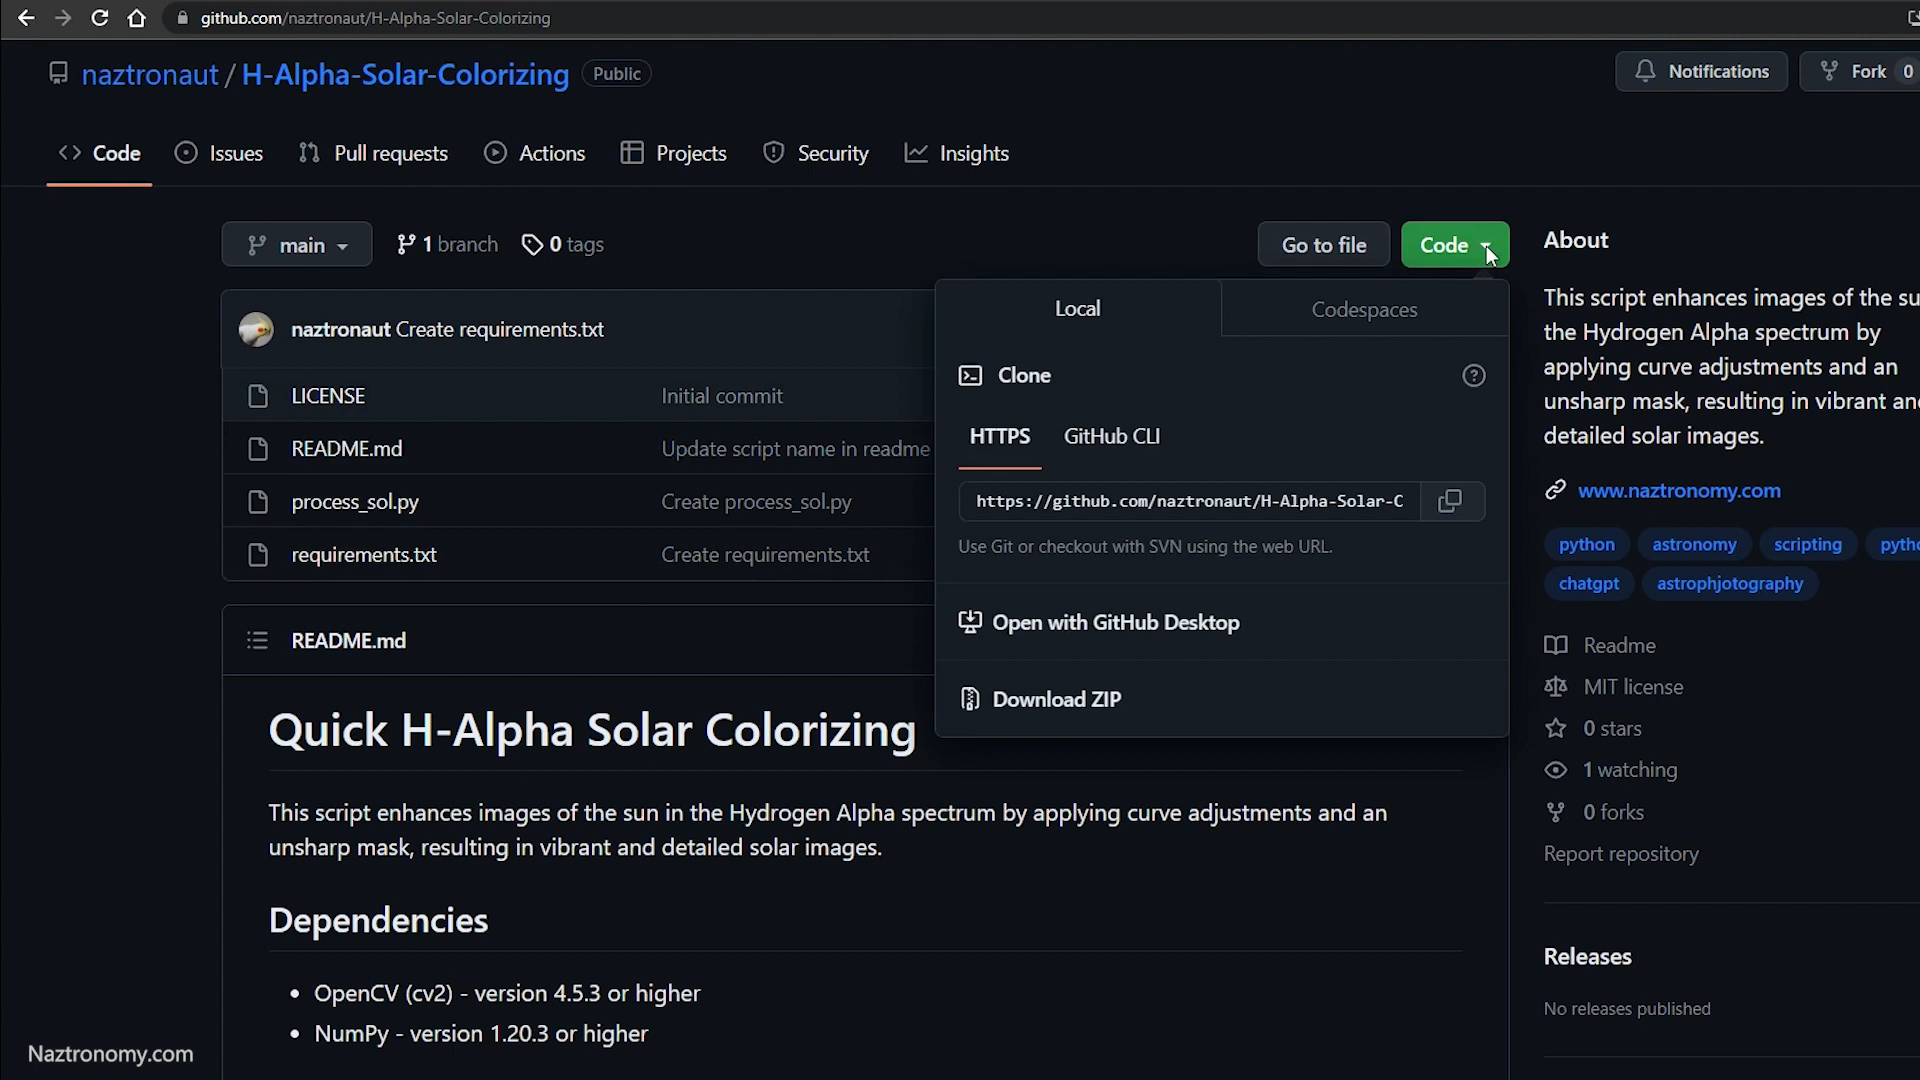 github.com/naztronaut/H-Alpha-Solar-Colorizing
naztronaut / H-Alpha-Solar-Colorizing Public
Notifications
Fork 0
Code
Issues
Pull requests
Actions
Projects
Security
Insights
main
1 branch
0 tags
Go to file
Code
naztronaut Create requirements.txt
LICENSE Initial commit
README.md Update script name in readme
process_sol.py Create process_sol.py
requirements.txt Create requirements.txt
Local
Codespaces
Clone
HTTPS
GitHub CLI
https://github.com/naztronaut/H-Alpha-Solar-C
Use Git or checkout with SVN using the web URL.
Open with GitHub Desktop
Download ZIP
README.md
Quick H-Alpha Solar Colorizing
This script enhances images of the sun in the Hydrogen Alpha spectrum by applying curve adjustments and an
unsharp mask, resulting in vibrant and detailed solar images.
Dependencies
• OpenCV (cv2) - version 4.5.3 or higher
• NumPy - version 1.20.3 or higher
About
This script enhances images of the su
the Hydrogen Alpha spectrum by
applying curve adjustments and an
unsharp mask, resulting in vibrant an
detailed solar images.
www.naztronomy.com
python astronomy scripting pytho
chatgpt astrophjotography
Readme
MIT license
0 stars
1 watching
0 forks
Report repository
Releases
No releases published
Naztronomy.com